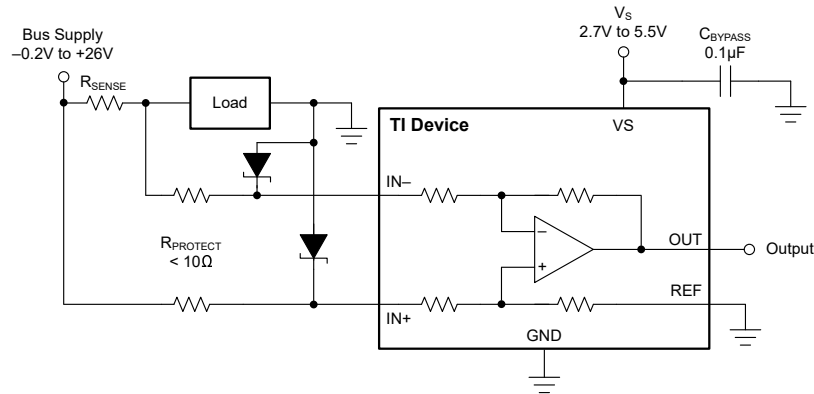 Bus Supply
–0.2V to +26V
RSENSE
Load
VS
2.7V to 5.5V
CBYPASS
0.1µF
TI Device
VS
IN–
RPROTECT
< 10Ω
–
+
OUT
Output
REF
IN+
GND